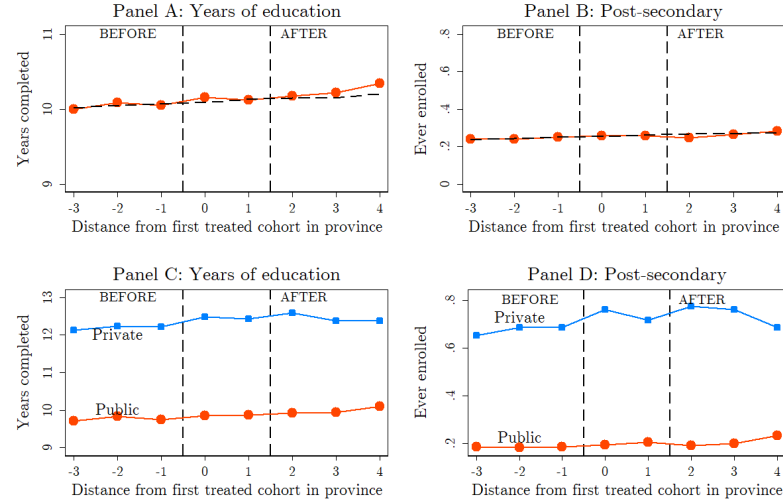 Panel A: Years of education
BEFORE AFTER
Years completed
11
10
9
-3 -2 -1 0 1 2 3 4
Distance from first treated cohort in province
Panel B: Post-secondary
BEFORE AFTER
Ever enrolled
.8
.6
.4
.2
0
-3 -2 -1 0 1 2 3 4
Distance from first treated cohort in province
Panel C: Years of education
BEFORE AFTER
Private
Public
Years completed
13
12
11
10
9
-3 -2 -1 0 1 2 3 4
Distance from first treated cohort in province
Panel D: Post-secondary
BEFORE AFTER
Private
Public
Ever enrolled
.8
.6
.4
.2
-3 -2 -1 0 1 2 3 4
Distance from first treated cohort in province